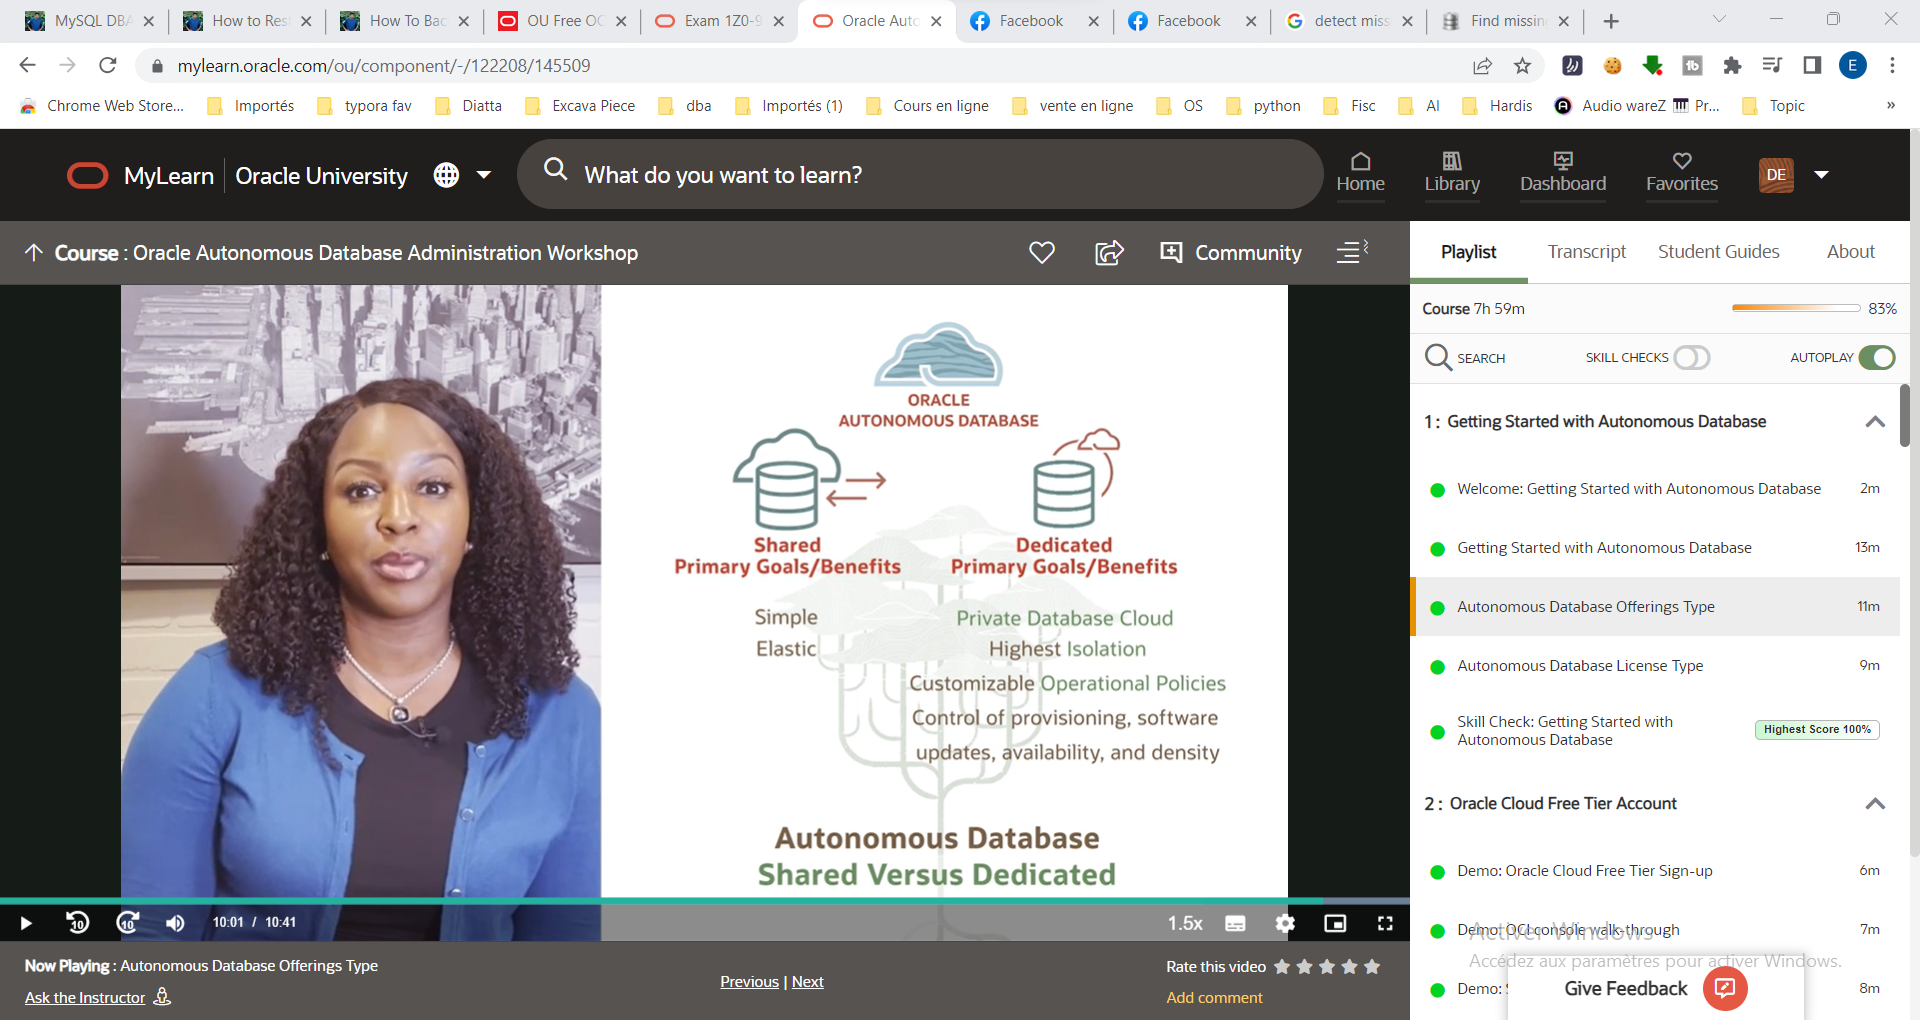 MySQL DBA
How to Res
How To Bac
OU Free OC
Exam 1Z0-9
Oracle Auto
Facebook
Facebook
detect miss
Find missin
mylearn.oracle.com/ou/component/-/122208/145509
E
Chrome Web Store...
Importés
typora fav
Diatta
Excava Piece
dba
Importés (1)
Cours en ligne
vente en ligne
OS
python
Fisc
AI
Hardis
Audio wareZ
Pr...
Topic
»
MyLearn
Oracle University
What do you want to learn?
Home
Library
Dashboard
Favorites
DE
Course : Oracle Autonomous Database Administration Workshop
Community
ORACLE
AUTONOMOUS DATABASE
Shared
Primary Goals/Benefits
Simple
Elastic
Dedicated
Primary Goals/Benefits
Private Database Cloud
Highest Isolation
Customizable Operational Policies
Control of provisioning, software
updates, availability, and density
Autonomous Database
Shared Versus Dedicated
10
10
10:01 / 10:41
1.5x
Now Playing : Autonomous Database Offerings Type
Ask the Instructor
Previous | Next
Rate this video
Add comment
Playlist
Transcript
Student Guides
About
Course 7h 59m
83%
SEARCH
SKILL CHECKS
AUTOPLAY
1 : Getting Started with Autonomous Database
Welcome: Getting Started with Autonomous Database 2m
Getting Started with Autonomous Database 13m
Autonomous Database Offerings Type 11m
Autonomous Database License Type 9m
Skill Check: Getting Started with
Autonomous Database
Highest Score 100%
2 : Oracle Cloud Free Tier Account
Demo: Oracle Cloud Free Tier Sign-up 6m
Demo: OCI console walk-through 7m
Activer Windows
Accédez aux paramètres pour activer Windows.
Demo: 8m
Give Feedback